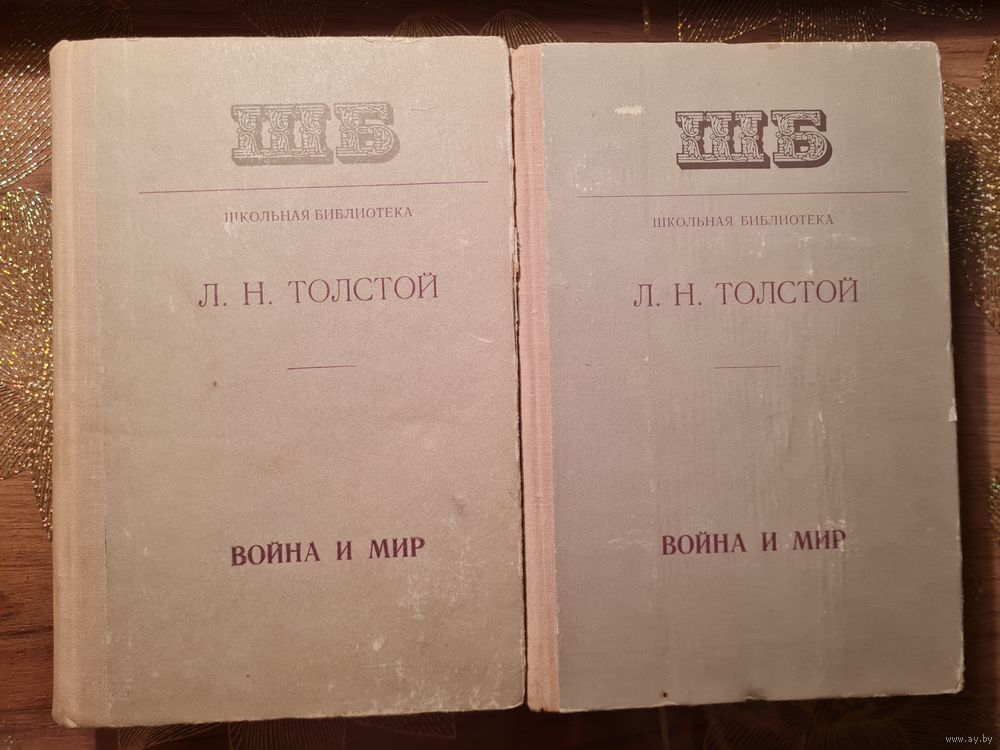 ШБ
ШКОЛЬНАЯ БИБЛИОТЕКА
Л. Н. ТОЛСТОЙ
ВОЙНА И МИР
ШБ
ШКОЛЬНАЯ БИБЛИОТЕКА
Л. Н. ТОЛСТОЙ
ВОЙНА И МИР
www.ay.by